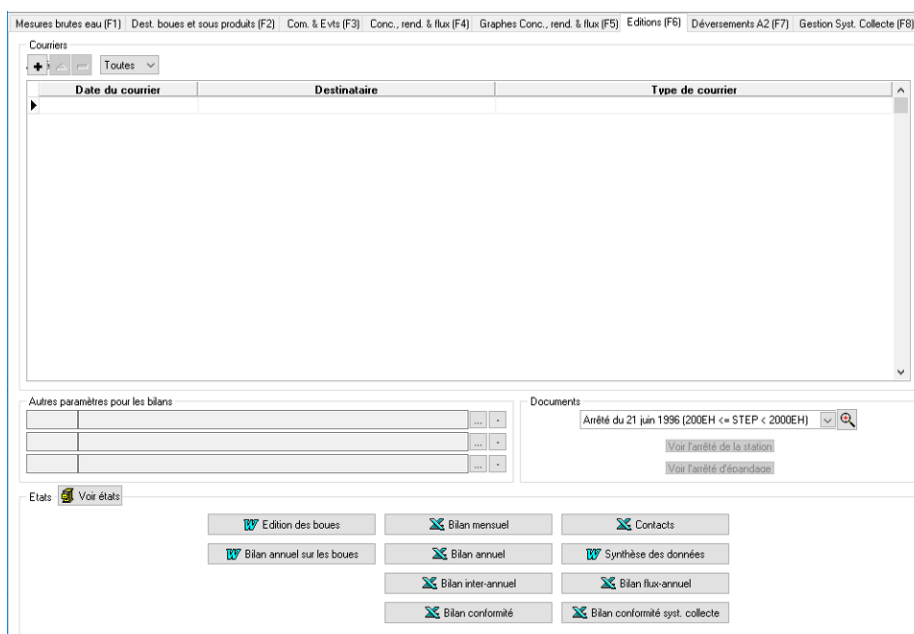 Mesures brutes eau (F1) Dest. boues et sous produits (F2) Com. & Evts (F3) Conc., rend. & flux (F4) Graphes Conc., rend. & flux (F5) Editions (F6) Déversements A2 (F7) Gestion Syst. Collecte (F8)
Courriers
Toutes
Date du courrier Destinataire Type de courrier
Autres paramètres pour les bilans Documents
Arrêté du 21 juin 1996 (200EH <= STEP < 2000EH)
Voir l'arrêté de la station
Voir l'arrêté d'épandage
Etats Voir états
Edition des boues Bilan mensuel Contacts
Bilan annuel sur les boues Bilan annuel Synthèse des données
Bilan inter-annuel Bilan flux-annuel
Bilan conformité Bilan conformité syst. collecte